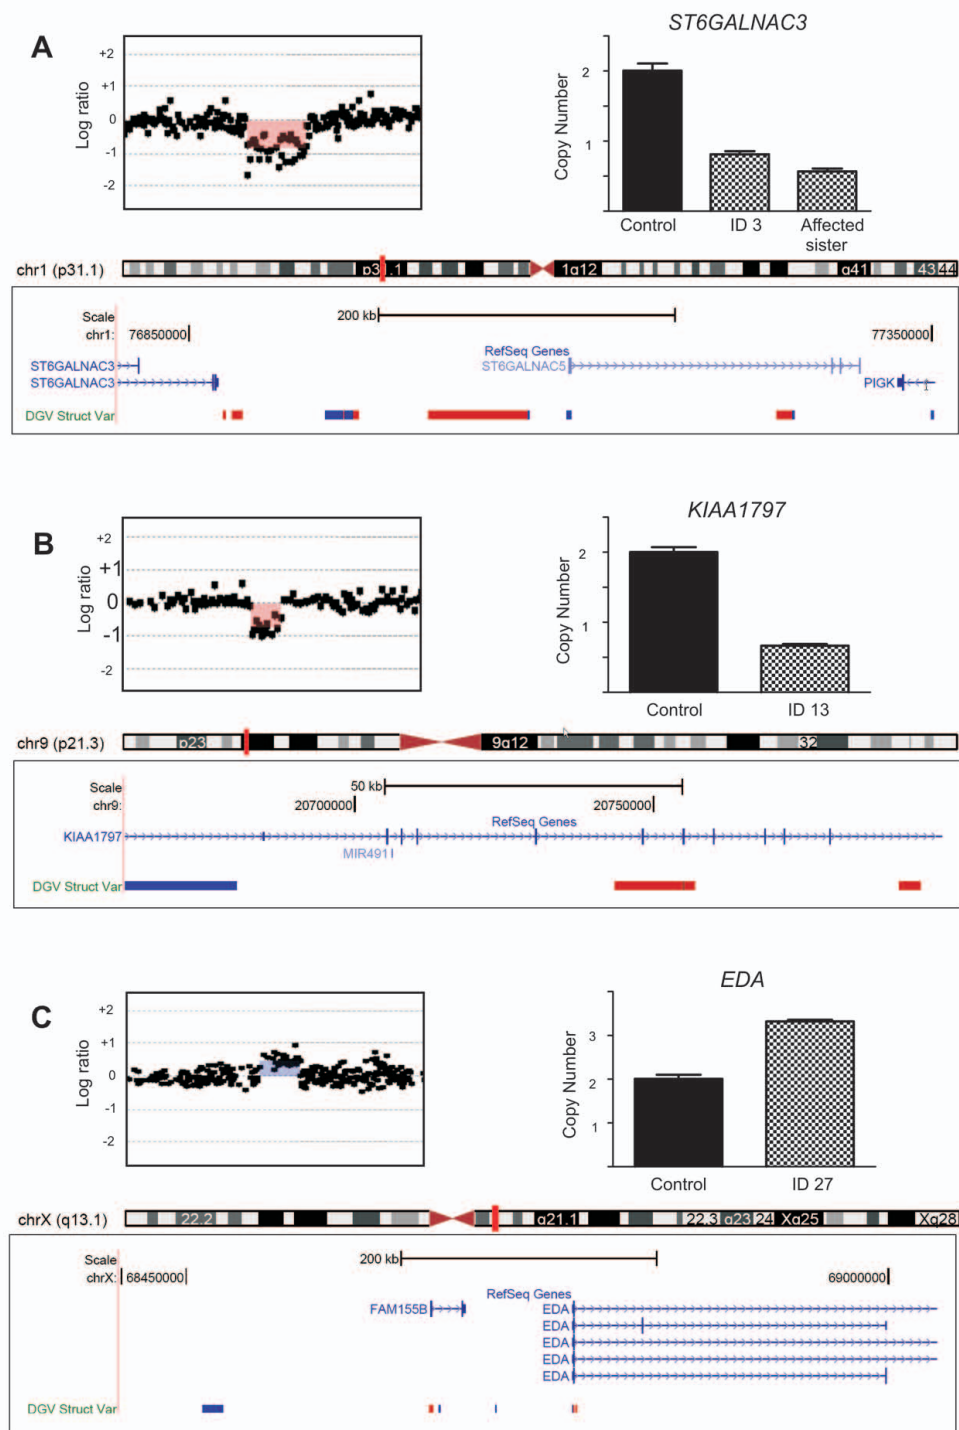 A
ST6GALNAC3
Log ratio
+2
+1
0
-1
-2
Copy Number
2
1
Control
ID 3
Affected
sister
chr1 (p31.1)
1q12
q41
43
44
Scale
200 kb
chr1:
76850000
77350000
RefSeq Genes
ST6GALNAC3
ST6GALNAC5
ST6GALNAC3
PIGK
DGV Struct Var
B
KIAA1797
Log ratio
+2
+1
0
-1
-2
Copy Number
2
1
Control
ID 13
chr9 (p21.3)
p23
9q12
32
Scale
50 kb
chr9:
20700000
20750000
RefSeq Genes
KIAA1797
MIR491
DGV Struct Var
C
EDA
Log ratio
+2
+1
0
-1
-2
Copy Number
3
2
1
Control
ID 27
chrX (q13.1)
22.2
q21.1
22.3
q23
24
Xq25
Xq28
Scale
200 kb
chrX:
68450000
69000000
RefSeq Genes
FAM155B
EDA
EDA
EDA
EDA
EDA
DGV Struct Var